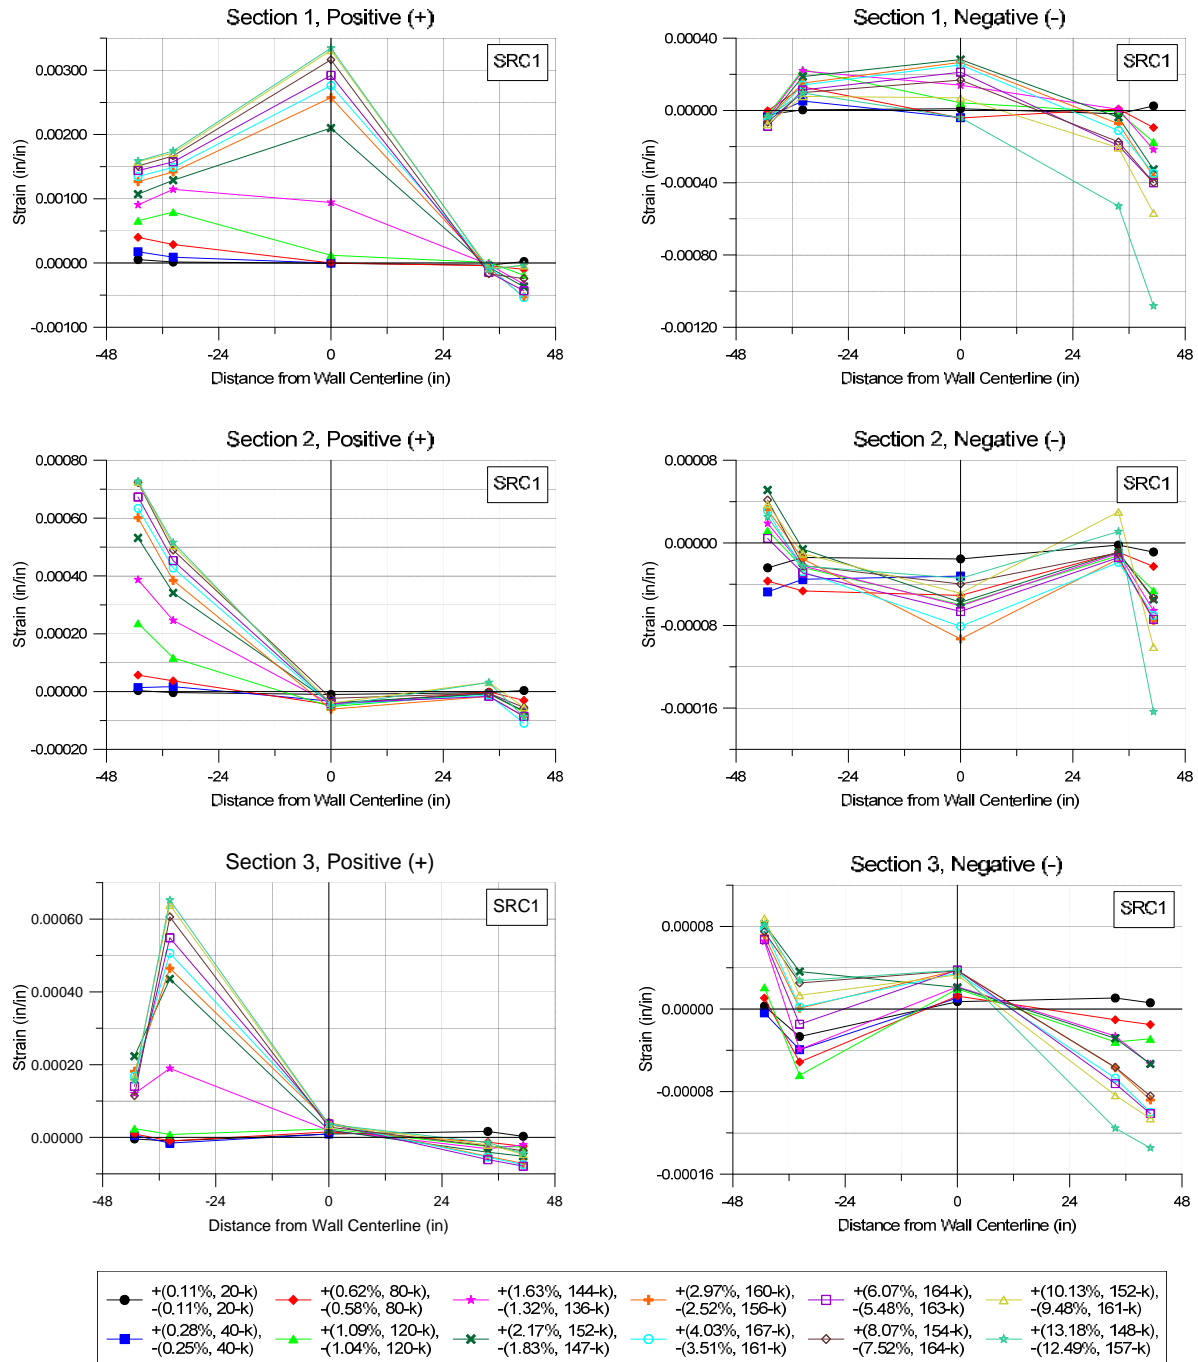 Section 1, Positive (+)
SRC1
Strain (in/in)
0.00300
0.00200
0.00100
0.00000
-0.00100
-48
-24
0
24
48
Distance from Wall Centerline (in)
Section 1, Negative (-)
SRC1
Strain (in/in)
0.00040
0.00000
-0.00040
-0.00080
-0.00120
-48
-24
0
24
48
Distance from Wall Centerline (in)
Section 2, Positive (+)
SRC1
Strain (in/in)
0.00080
0.00060
0.00040
0.00020
0.00000
-0.00020
-48
-24
0
24
48
Distance from Wall Centerline (in)
Section 2, Negative (-)
SRC1
Strain (in/in)
0.00008
0.00000
-0.00008
-0.00016
-48
-24
0
24
48
Distance from Wall Centerline (in)
Section 3, Positive (+)
SRC1
Strain (in/in)
0.00060
0.00040
0.00020
0.00000
-48
-24
0
24
48
Distance from Wall Centerline (in)
Section 3, Negative (-)
SRC1
Strain (in/in)
0.00008
0.00000
-0.00008
-0.00016
-48
-24
0
24
48
Distance from Wall Centerline (in)
+(0.11%, 20-k),
-(0.11%, 20-k)
+(0.62%, 80-k),
-(0.58%, 80-k)
+(1.63%, 144-k),
-(1.32%, 136-k)
+(2.97%, 160-k),
-(2.52%, 156-k)
+(6.07%, 164-k),
-(5.48%, 163-k)
+(10.13%, 152-k),
-(9.48%, 161-k)
+(0.28%, 40-k),
-(0.25%, 40-k)
+(1.09%, 120-k),
-(1.04%, 120-k)
+(2.17%, 152-k),
-(1.83%, 147-k)
+(4.03%, 167-k),
-(3.51%, 161-k)
+(8.07%, 154-k),
-(7.52%, 164-k)
+(13.18%, 148-k),
-(12.49%, 157-k)